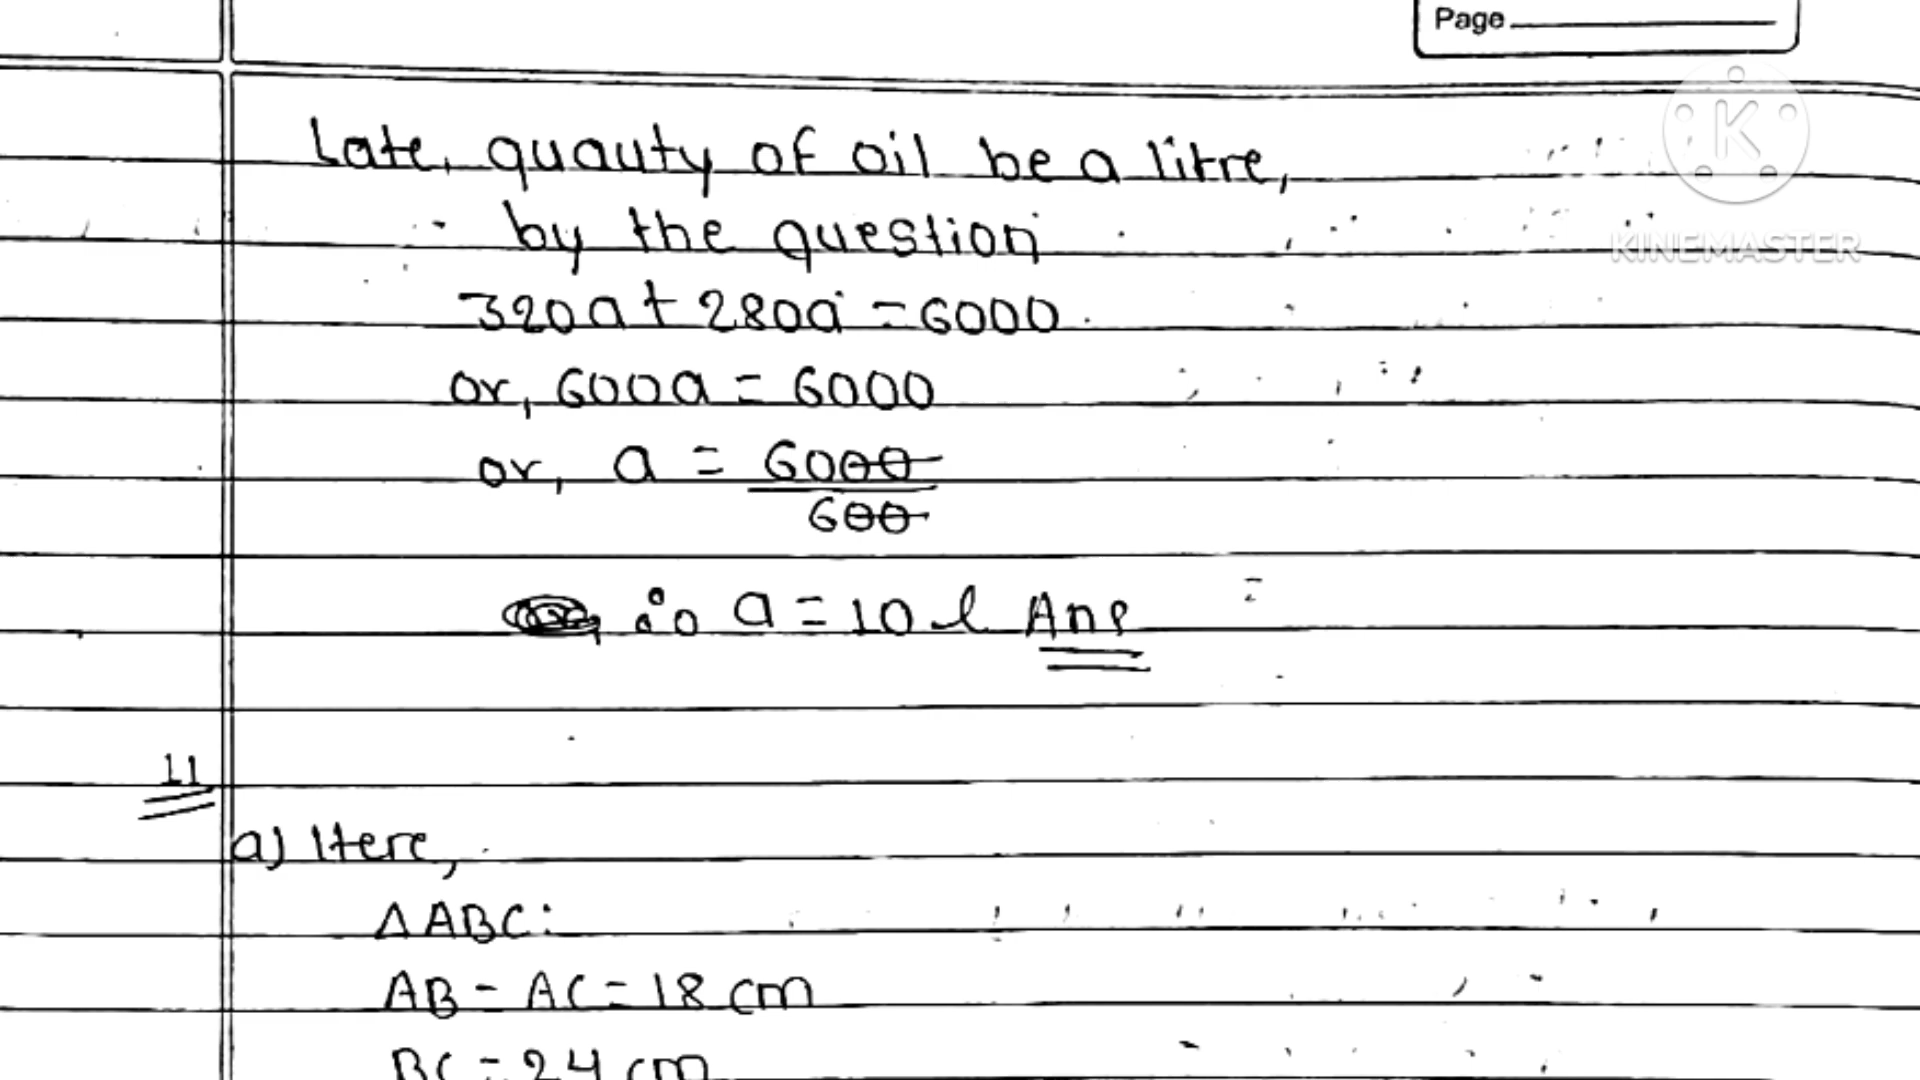 Page
K
KINEMASTER
Late, quauty of oil be a litre,
by the question
320a + 280a = 6000
or, 600a = 6000
or, a = 6000
600
∴ a = 10 l Ans
11
a) Here,
ΔABC:
AB = AC = 18 cm
BC = 24 cm